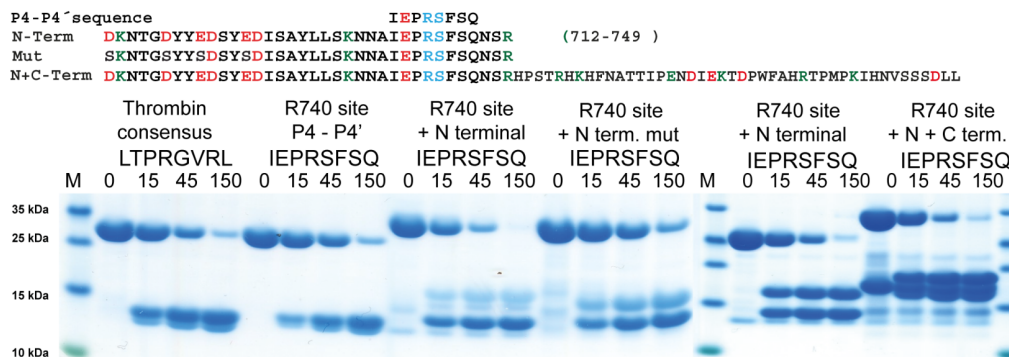 P4-P4´sequence IEPRSFSQ
N-Term DKNTGDYYEDSYEDISAYLLSKNNAIEPRSFSQNSR (712-749 )
Mut SKNTGSYYSDSYSDISAYLLSKNNAIEPRSFSQNSR
N+C-Term DKNTGDYYEDSYEDISAYLLSKNNAIEPRSFSQNSRHPSTRHKHFNATTIPENDIEKTDPWFAHRTPMPKIHNVSSSDLL
Thrombin consensus LTPRGVRL
R740 site P4 - P4’ IEPRSFSQ
R740 site + N terminal IEPRSFSQ
R740 site + N term. mut IEPRSFSQ
R740 site + N terminal IEPRSFSQ
R740 site + N + C term. IEPRSFSQ
M 0 15 45 150 0 15 45 150 0 15 45 150 0 15 45 150 M 0 15 45 150 0 15 45 150
35 kDa
25 kDa
15 kDa
10 kDa